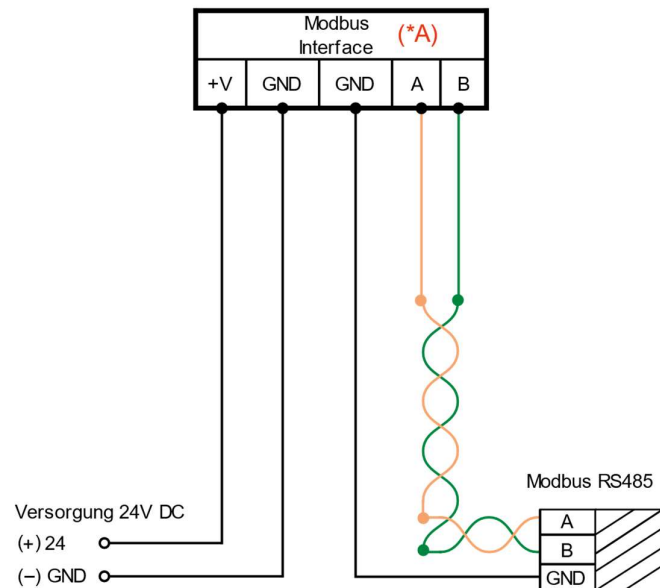 Modbus
Interface (*A)
+V GND GND A B
Modbus RS485
Versorgung 24V DC
A
(+) 24
B
(–) GND
GND